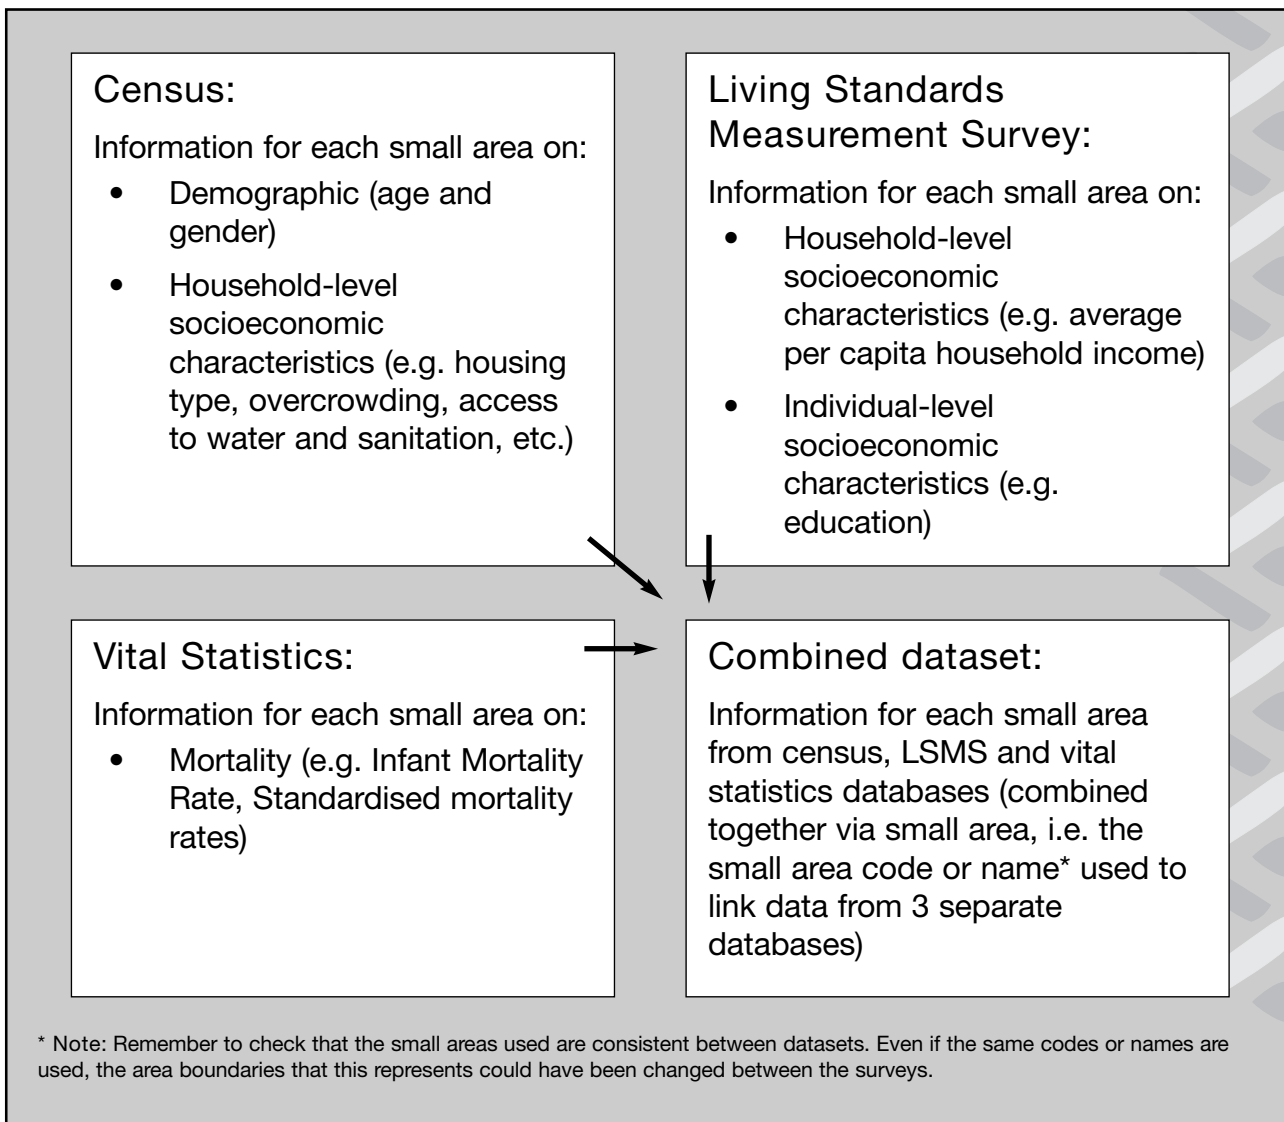 Census:
Information for each small area on:
• Demographic (age and
gender)
• Household-level
socioeconomic
characteristics (e.g. housing
type, overcrowding, access
to water and sanitation, etc.)
Living Standards
Measurement Survey:
Information for each small area on:
• Household-level
socioeconomic
characteristics (e.g. average
per capita household income)
• Individual-level
socioeconomic
characteristics (e.g.
education)
Vital Statistics:
Information for each small area on:
• Mortality (e.g. Infant Mortality
Rate, Standardised mortality
rates)
Combined dataset:
Information for each small area
from census, LSMS and vital
statistics databases (combined
together via small area, i.e. the
small area code or name* used to
link data from 3 separate
databases)
* Note: Remember to check that the small areas used are consistent between datasets. Even if the same codes or names are
used, the area boundaries that this represents could have been changed between the surveys.